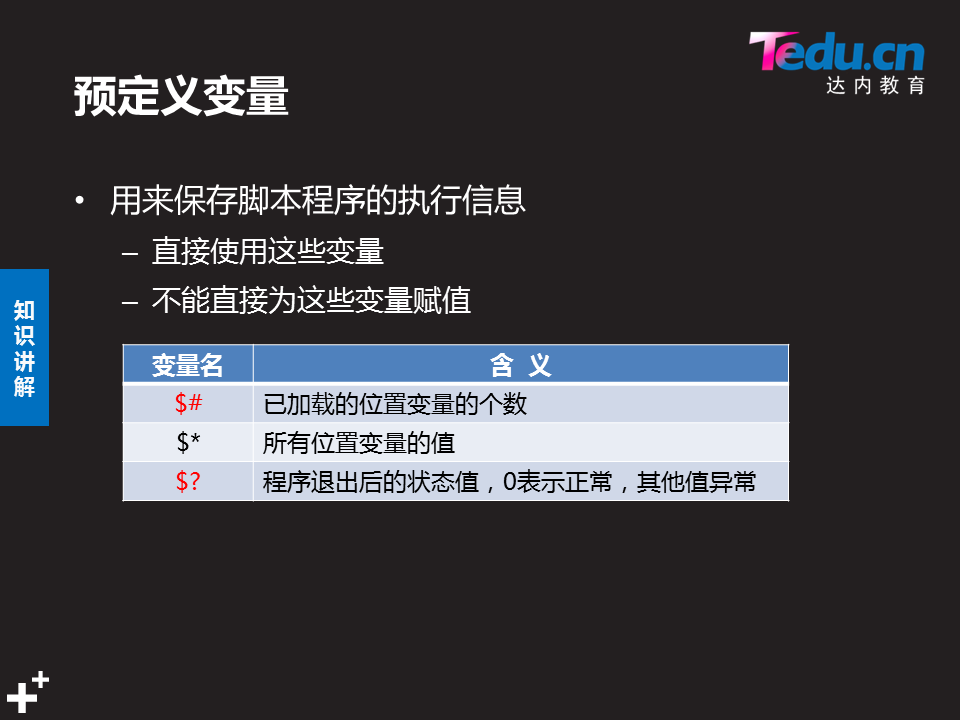 Tedu.cn
达内教育
预定义变量
• 用来保存脚本程序的执行信息
– 直接使用这些变量
– 不能直接为这些变量赋值
知识讲解
变量名 含 义
$# 已加载的位置变量的个数
$* 所有位置变量的值
$? 程序退出后的状态值，0表示正常，其他值异常